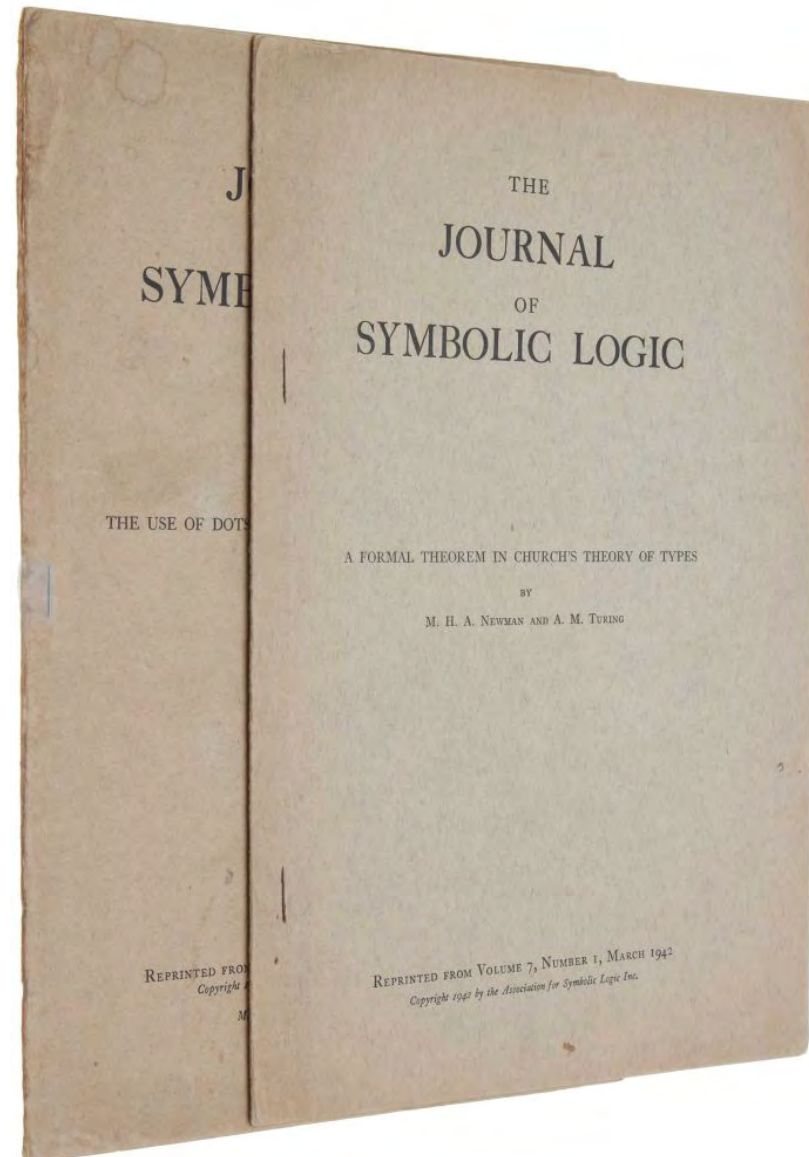 SYMB
THE USE OF DOTS
REPRINTED FROM
Copyright
THE
JOURNAL
OF
SYMBOLIC LOGIC
A FORMAL THEOREM IN CHURCH'S THEORY OF TYPES
BY
M. H. A. NEWMAN AND A. M. TURING
REPRINTED FROM VOLUME 7, NUMBER 1, MARCH 1942
Copyright 1942 by the Association for Symbolic Logic Inc.